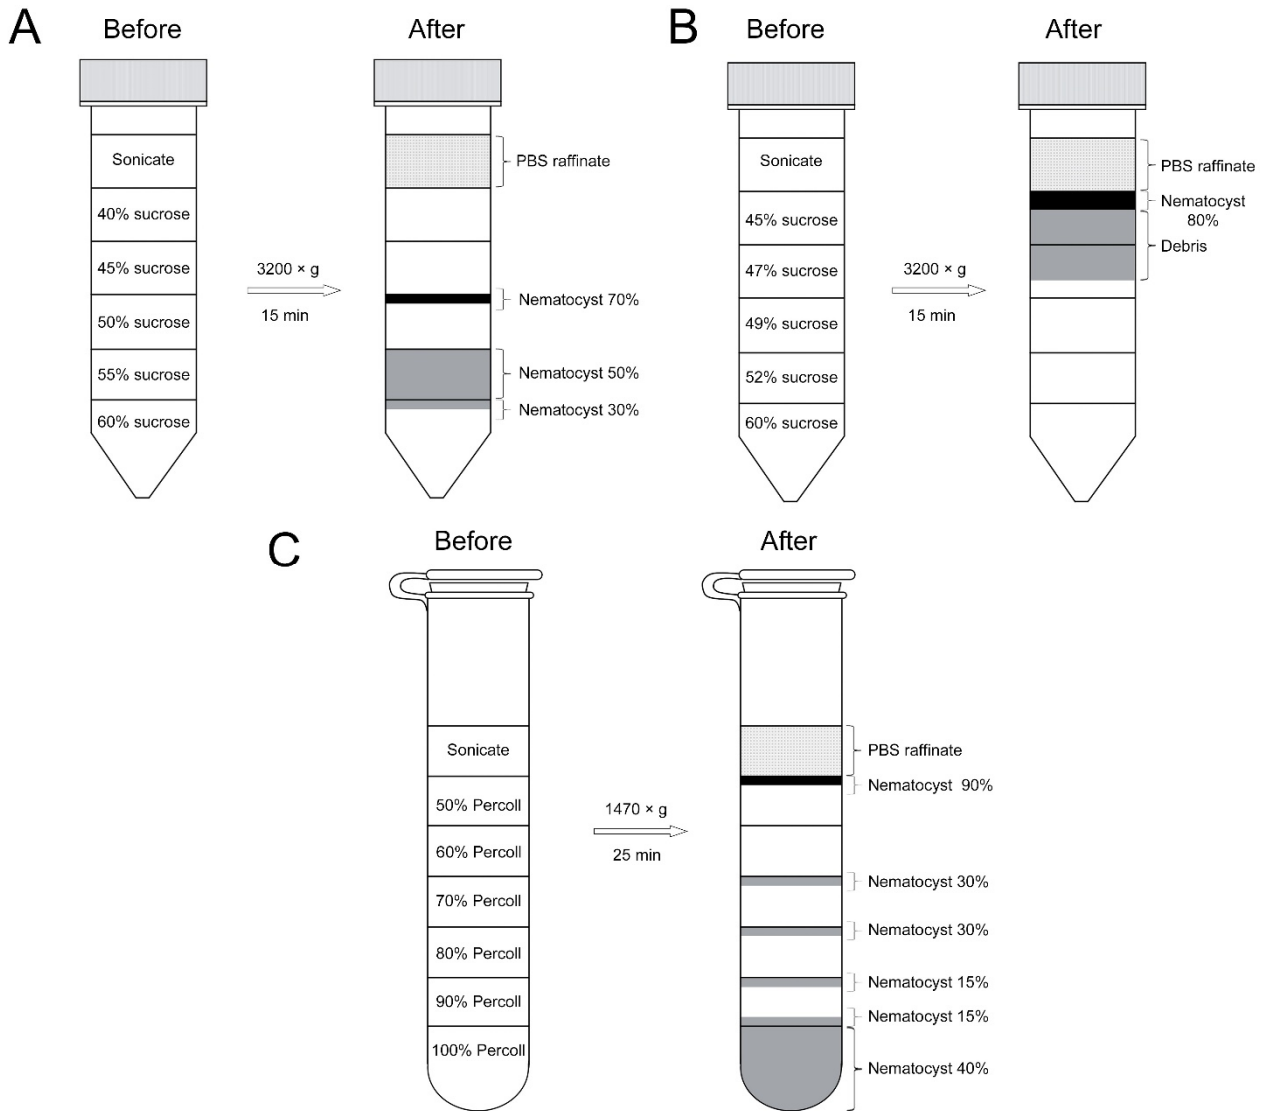 A
Before
After
Sonicate
40% sucrose
45% sucrose
50% sucrose
55% sucrose
60% sucrose
3200 × g
15 min
PBS raffinate
Nematocyst 70%
Nematocyst 50%
Nematocyst 30%
B
Before
After
Sonicate
45% sucrose
47% sucrose
49% sucrose
52% sucrose
60% sucrose
3200 × g
15 min
PBS raffinate
Nematocyst
80%
Debris
C
Before
After
Sonicate
50% Percoll
60% Percoll
70% Percoll
80% Percoll
90% Percoll
100% Percoll
1470 × g
25 min
PBS raffinate
Nematocyst 90%
Nematocyst 30%
Nematocyst 30%
Nematocyst 15%
Nematocyst 15%
Nematocyst 40%